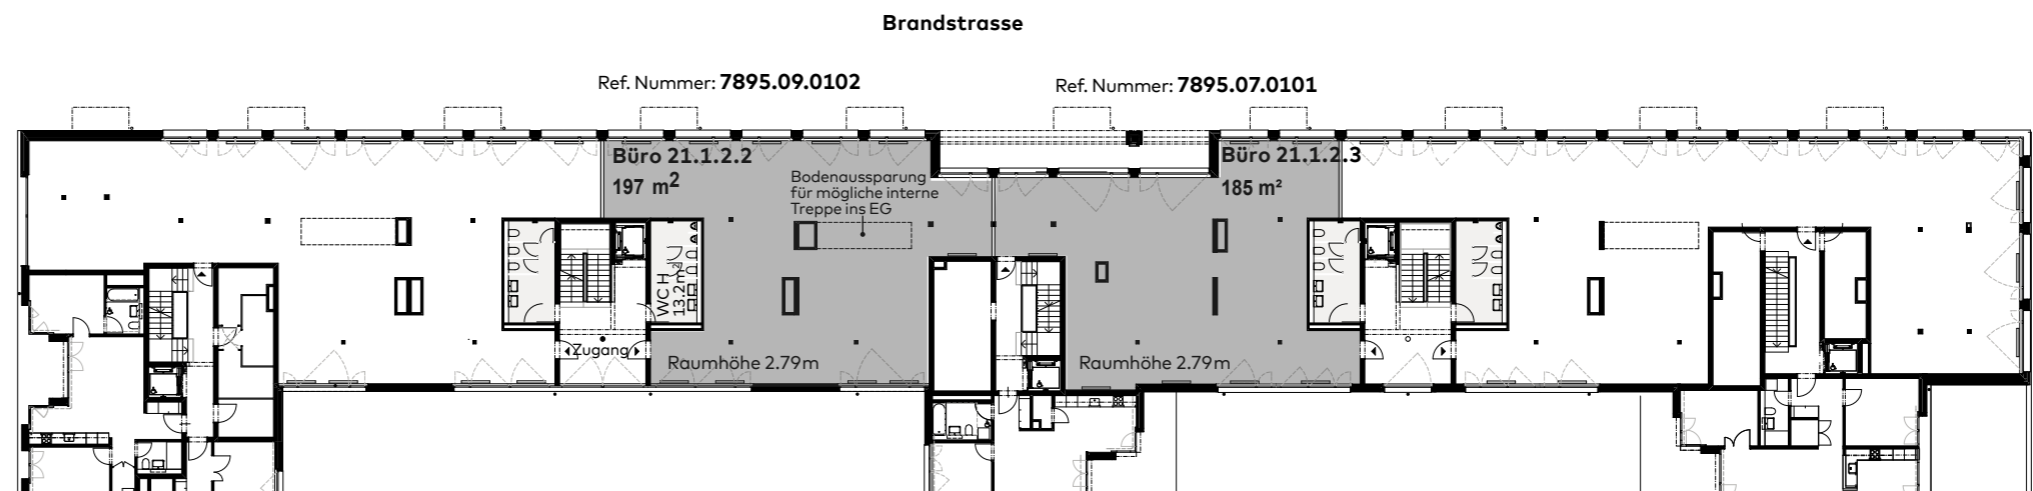 Brandstrasse
Ref. Nummer: 7895.09.0102
Ref. Nummer: 7895.07.0101
Büro 21.1.2.2
197 m²
Bodenaussparung
für mögliche interne
Treppe ins EG
Büro 21.1.2.3
185 m²
WC H
13.2m²
Zugang
Raumhöhe 2.79m
Raumhöhe 2.79m